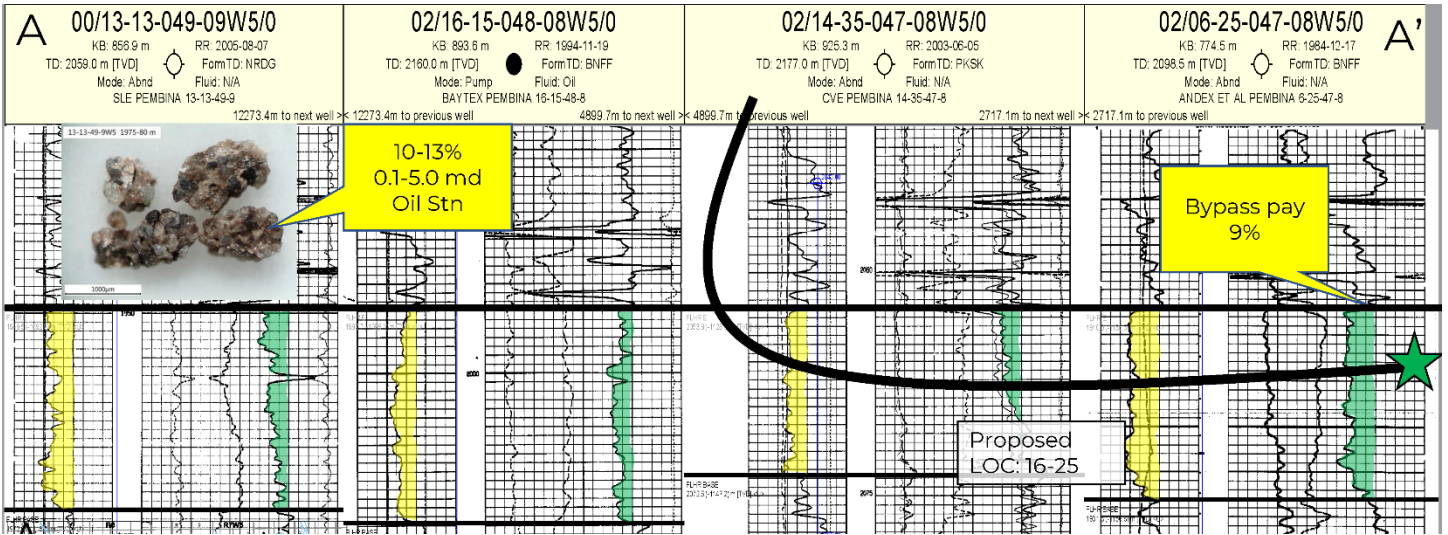 A
00/13-13-049-09W5/0
KB: 856.9 m RR: 2005-08-07
TD: 2059.0 m [TVD] FormTD: NRDG
Mode: Abnd Fluid: N/A
SLE PEMBINA 13-13-49-9
12273.4m to next well >
02/16-15-048-08W5/0
KB: 893.6 m RR: 1994-11-19
TD: 2160.0 m [TVD] FormTD: BNFF
Mode: Pump Fluid: Oil
BAYTEX PEMBINA 16-15-48-8
< 12273.4m to previous well 4899.7m to next well >
02/14-35-047-08W5/0
KB: 925.3 m RR: 2003-06-05
TD: 2177.0 m [TVD] FormTD: PKSK
Mode: Abnd Fluid: N/A
CVE PEMBINA 14-35-47-8
< 4899.7m to previous well 2717.1m to next well >
02/06-25-047-08W5/0
A'
KB: 774.5 m RR: 1984-12-17
TD: 2098.5 m [TVD] FormTD: BNFF
Mode: Abnd Fluid: N/A
ANDEX ET AL PEMBINA 6-25-47-8
< 2717.1m to previous well
13-13-49-9W5 1975-80 m
1000µm
10-13%
0.1-5.0 md
Oil Stn
Bypass pay
9%
1950
2000
2050
2075
Proposed
LOC: 16-25
FLHR BASE
FLHR BASE
FLHR BASE
FLHR BASE